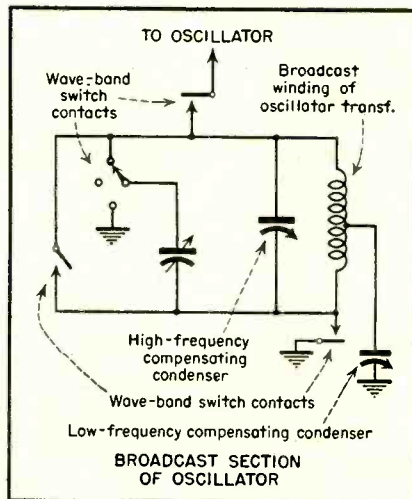 TO OSCILLATOR
Wave-band
switch
contacts
Broadcast
winding of
oscillator transf.
High-frequency
compensating
condenser
Wave-band switch contacts
Low-frequency compensating condenser
BROADCAST SECTION
OF OSCILLATOR